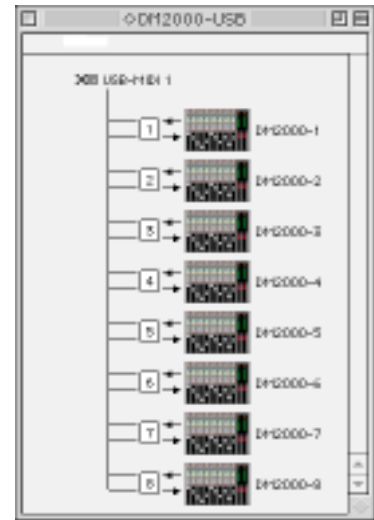 ◇DM2000-USB
USB-MIDI 1
1 DM2000-1
2 DM2000-2
3 DM2000-3
4 DM2000-4
5 DM2000-5
6 DM2000-6
7 DM2000-7
8 DM2000-8